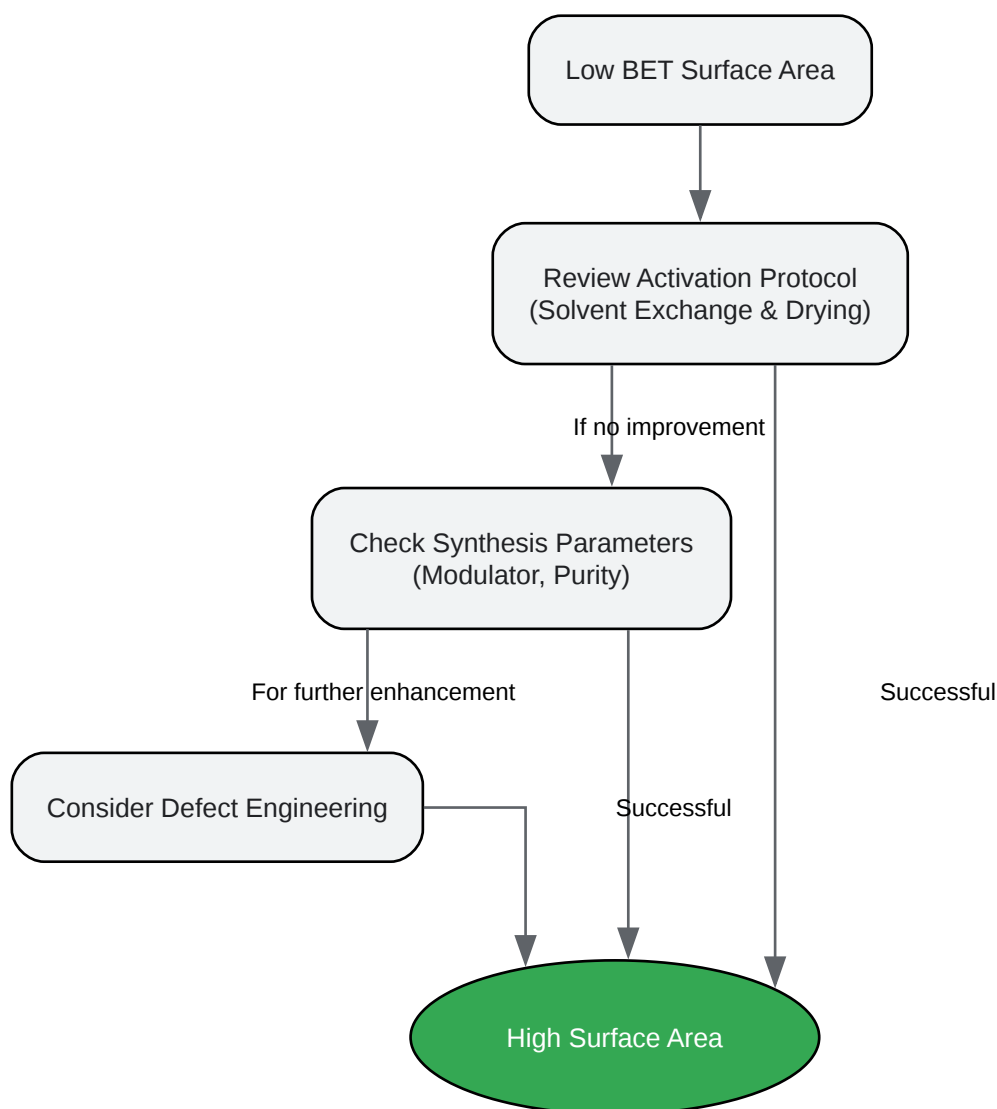 Low BET Surface Area
Review Activation Protocol
(Solvent Exchange & Drying)
If no improvement
Check Synthesis Parameters
(Modulator, Purity)
For further enhancement
Successful
Consider Defect Engineering
Successful
High Surface Area